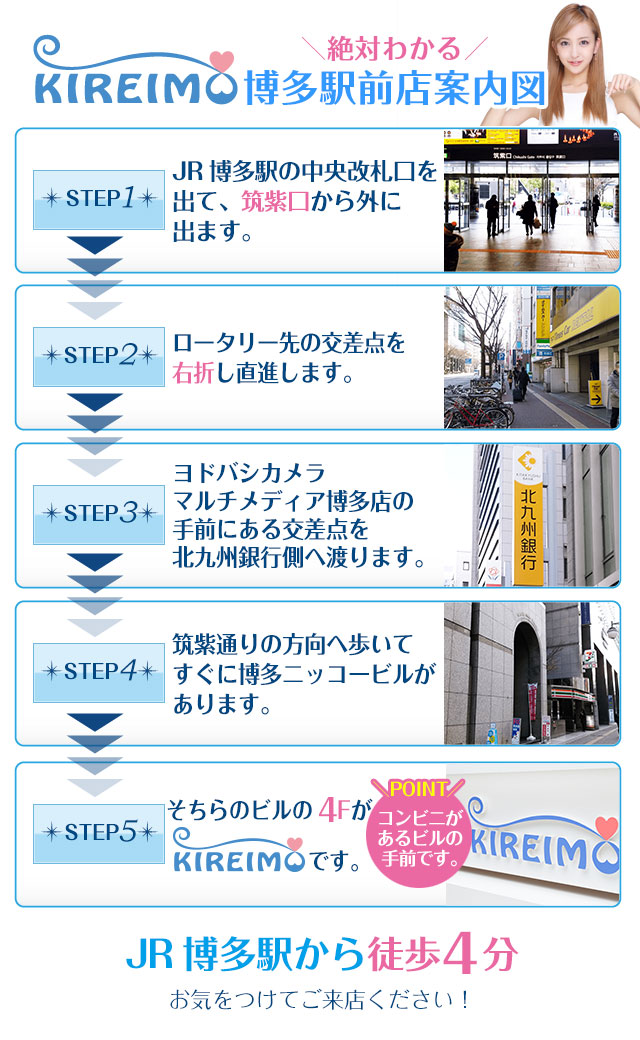 ＼絶対わかる／
KIREIMO 博多駅前店案内図
STEP1
JR 博多駅の中央改札口を
出て、筑紫口から外に
出ます。
筑紫口
STEP2
ロータリー先の交差点を
右折し直進します。
STEP3
ヨドバシカメラ
マルチメディア博多店の
手前にある交差点を
北九州銀行側へ渡ります。
北九州銀行
STEP4
筑紫通りの方向へ歩いて
すぐに博多ニッコービルが
あります。
STEP5
そちらのビルの 4Fが
KIREIMOです。
＼POINT／
コンビニが
あるビルの
手前です。
KIREIMO
JR 博多駅から徒歩4分
お気をつけてご来店ください！